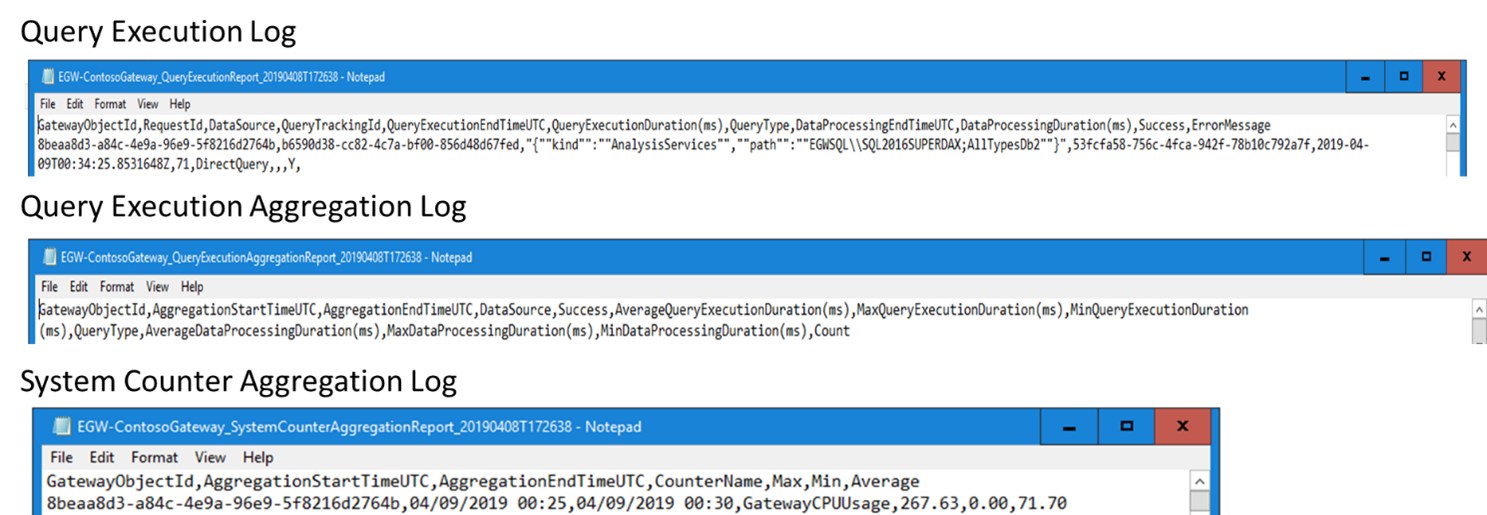 Query Execution Log
EGW-ContosoGateway_QueryExecutionReport_20190408T172638 - Notepad
File Edit Format View Help
GatewayObjectId,RequestId,DataSource,QueryTrackingId,QueryExecutionEndTimeUTC,QueryExecutionDuration(ms),QueryType,DataProcessingEndTimeUTC,DataProcessingDuration(ms),Success,ErrorMessage
8beaa8d3-a84c-4e9a-96e9-5f8216d2764b,b6590d38-cc82-4c7a-bf00-856d48d67fed,"{""kind"":""AnalysisServices"",""path"":""EGWSQL\\SQL2016SUPERDAX;AllTypesDb2""}",53fcfa58-756c-4fca-942f-78b10c792a7f,2019-04-
09T00:34:25.8531648Z,71,DirectQuery,,,Y,
Query Execution Aggregation Log
EGW-ContosoGateway_QueryExecutionAggregationReport_20190408T172638 - Notepad
File Edit Format View Help
GatewayObjectId,AggregationStartTimeUTC,AggregationEndTimeUTC,DataSource,Success,AverageQueryExecutionDuration(ms),MaxQueryExecutionDuration(ms),MinQueryExecutionDuration
(ms),QueryType,AverageDataProcessingDuration(ms),MaxDataProcessingDuration(ms),MinDataProcessingDuration(ms),Count
System Counter Aggregation Log
EGW-ContosoGateway_SystemCounterAggregationReport_20190408T172638 - Notepad
File Edit Format View Help
GatewayObjectId,AggregationStartTimeUTC,AggregationEndTimeUTC,CounterName,Max,Min,Average
8beaa8d3-a84c-4e9a-96e9-5f8216d2764b,04/09/2019 00:25,04/09/2019 00:30,GatewayCPUUsage,267.63,0.00,71.70